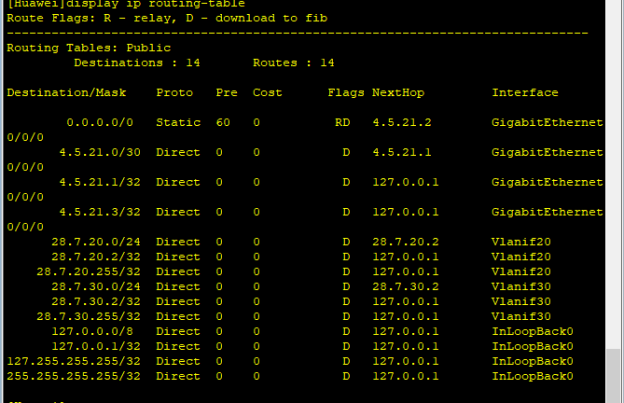 [Huawei]display ip routing-table
Route Flags: R - relay, D - download to fib
------------------------------------------------------------------------------
Routing Tables: Public
         Destinations : 14       Routes : 14

Destination/Mask    Proto   Pre  Cost      Flags NextHop         Interface

        0.0.0.0/0   Static  60   0          RD   4.5.21.2        GigabitEthernet
0/0/0
       4.5.21.0/30  Direct  0    0           D   4.5.21.1        GigabitEthernet
0/0/0
       4.5.21.1/32  Direct  0    0           D   127.0.0.1       GigabitEthernet
0/0/0
       4.5.21.3/32  Direct  0    0           D   127.0.0.1       GigabitEthernet
0/0/0
      28.7.20.0/24  Direct  0    0           D   28.7.20.2       Vlanif20
      28.7.20.2/32  Direct  0    0           D   127.0.0.1       Vlanif20
    28.7.20.255/32  Direct  0    0           D   127.0.0.1       Vlanif20
      28.7.30.0/24  Direct  0    0           D   28.7.30.2       Vlanif30
      28.7.30.2/32  Direct  0    0           D   127.0.0.1       Vlanif30
    28.7.30.255/32  Direct  0    0           D   127.0.0.1       Vlanif30
      127.0.0.0/8   Direct  0    0           D   127.0.0.1       InLoopBack0
      127.0.0.1/32  Direct  0    0           D   127.0.0.1       InLoopBack0
127.255.255.255/32  Direct  0    0           D   127.0.0.1       InLoopBack0
255.255.255.255/32  Direct  0    0           D   127.0.0.1       InLoopBack0